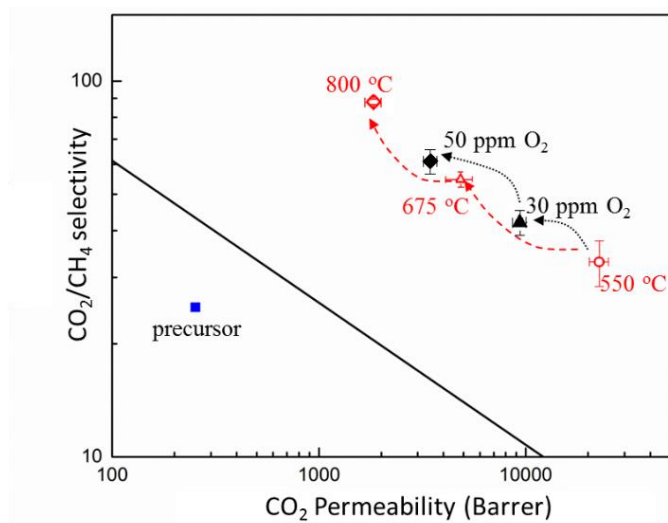 100
10
CO2/CH4 selectivity
800 °C
50 ppm O2
675 °C
30 ppm O2
550 °C
precursor
100
1000
10000
CO2 Permeability (Barrer)